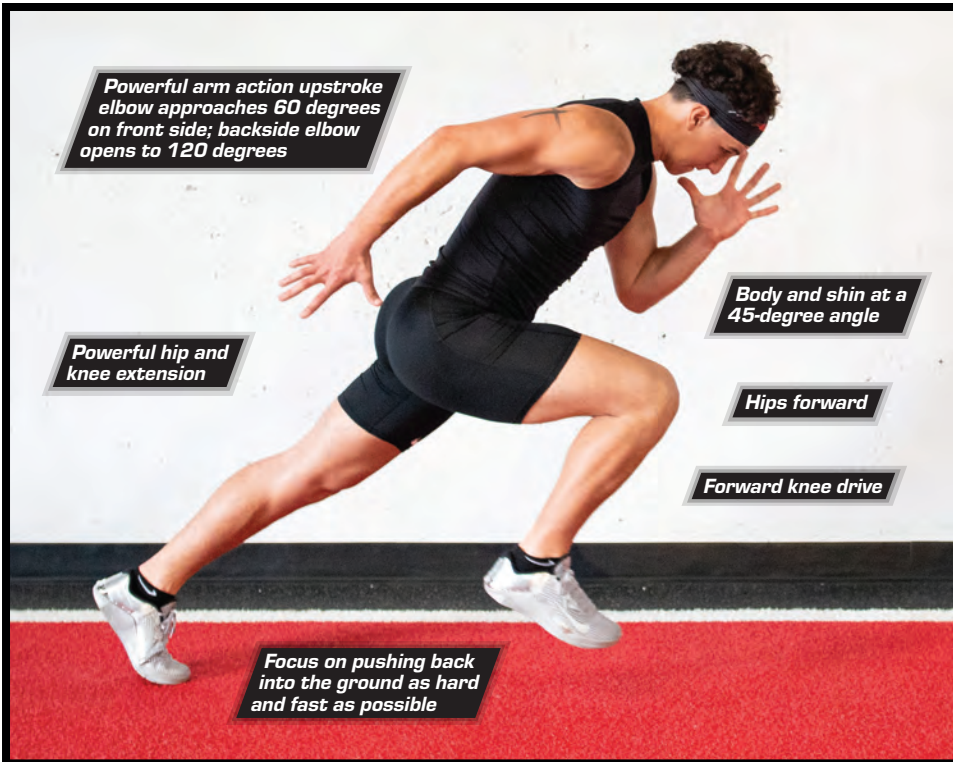 Powerful arm action upstroke
elbow approaches 60 degrees
on front side; backside elbow
opens to 120 degrees
Body and shin at a
45-degree angle
Powerful hip and
knee extension
Hips forward
Forward knee drive
Focus on pushing back
into the ground as hard
and fast as possible